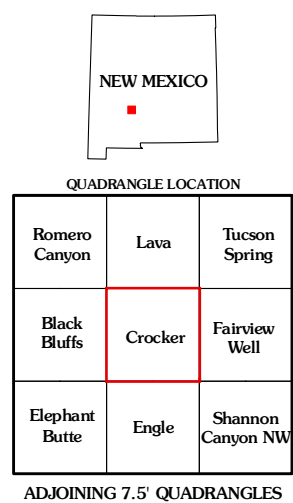 NEW MEXICO
QUADRANGLE LOCATION
Romero
Canyon
Lava
Tucson
Spring
Black
Bluffs
Crocker
Fairview
Well
Elephant
Butte
Engle
Shannon
Canyon NW
ADJOINING 7.5' QUADRANGLES